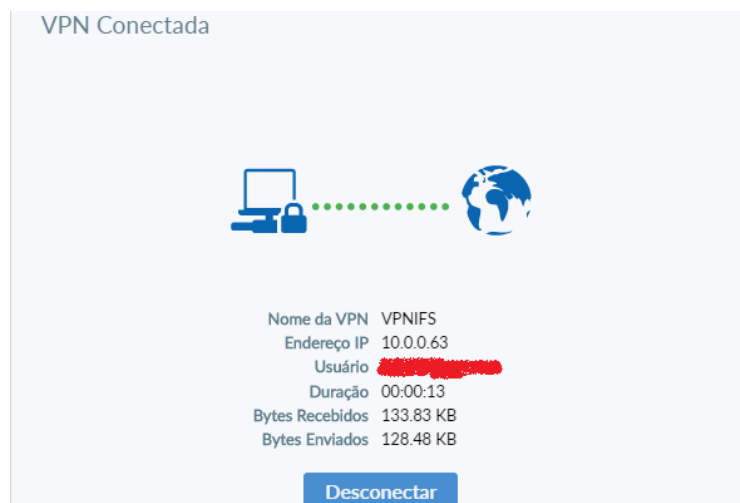 VPN Conectada
Nome da VPN VPNIFS
Endereço IP 10.0.0.63
Usuário
Duração 00:00:13
Bytes Recebidos 133.83 KB
Bytes Enviados 128.48 KB
Desconectar